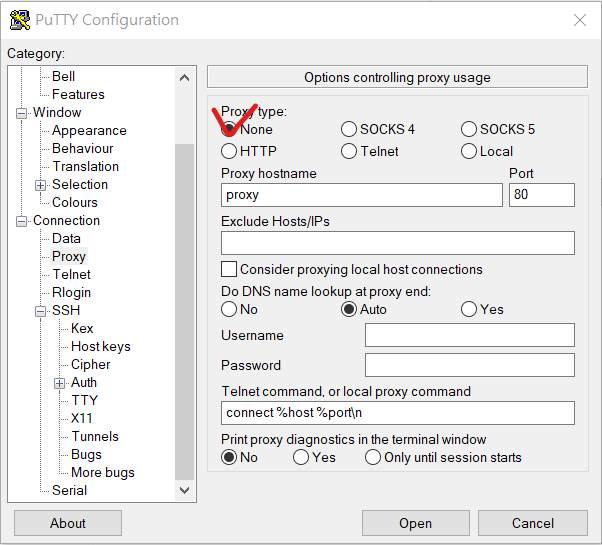 PuTTY Configuration
Category:
Bell
Features
Window
Appearance
Behaviour
Translation
Selection
Colours
Connection
Data
Proxy
Telnet
Rlogin
SSH
Kex
Host keys
Cipher
Auth
TTY
X11
Tunnels
Bugs
More bugs
Serial
Options controlling proxy usage
Proxy type:
None SOCKS 4 SOCKS 5
HTTP Telnet Local
Proxy hostname Port
proxy 80
Exclude Hosts/IPs
Consider proxying local host connections
Do DNS name lookup at proxy end:
No Auto Yes
Username
Password
Telnet command, or local proxy command
connect %host %port\n
Print proxy diagnostics in the terminal window
No Yes Only until session starts
About Open Cancel